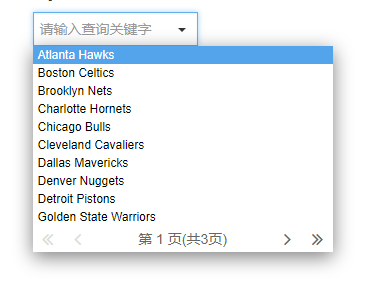 请输入查询关键字
Atlanta Hawks
Boston Celtics
Brooklyn Nets
Charlotte Hornets
Chicago Bulls
Cleveland Cavaliers
Dallas Mavericks
Denver Nuggets
Detroit Pistons
Golden State Warriors
第 1 页(共3页)